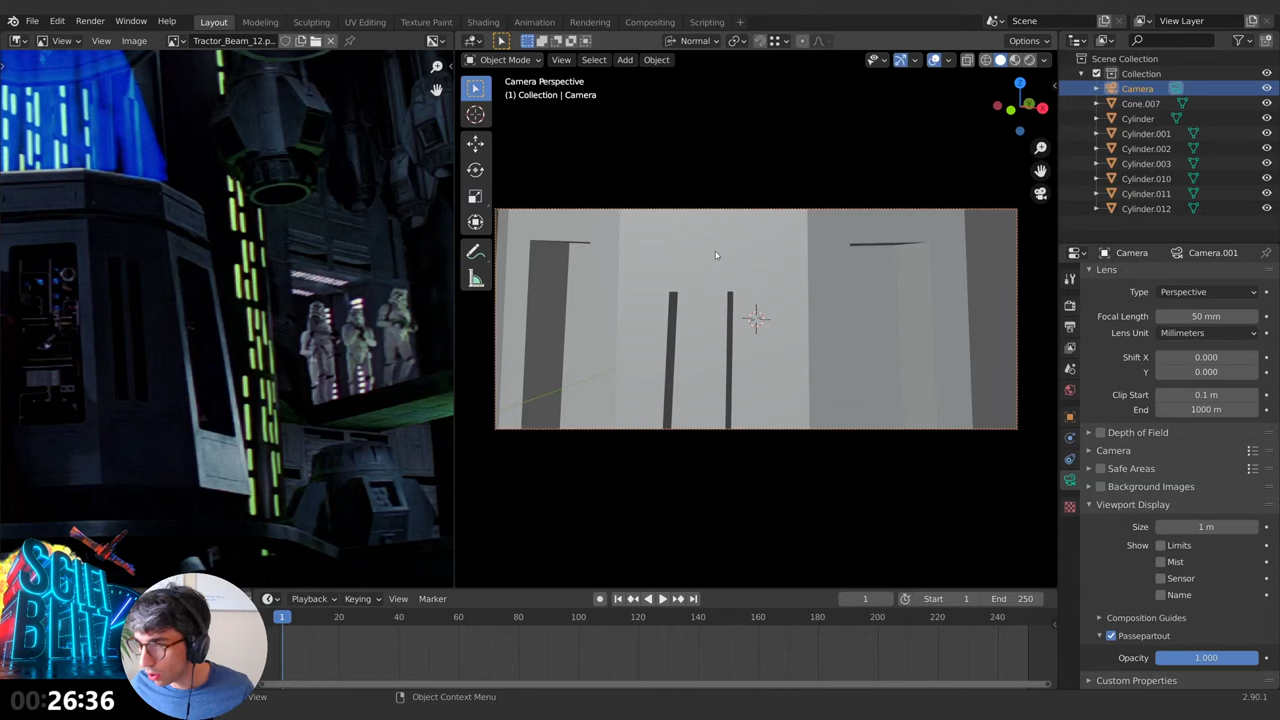 File Edit Render Window Help Layout Modeling Sculpting UV Editing Texture Paint Shading Animation Rendering Compositing Scripting + Scene View Layer
View View Image Tractor_Beam_12.p... Normal Options
Object Mode View Select Add Object
Camera Perspective
(1) Collection | Camera
Z
X
Y
Scene Collection
Collection
Camera
Cone.007
Cylinder
Cylinder.001
Cylinder.002
Cylinder.003
Cylinder.010
Cylinder.011
Cylinder.012
Camera Camera.001
Lens
Type Perspective
Focal Length 50 mm
Lens Unit Millimeters
Shift X 0.000
Y 0.000
Clip Start 0.1 m
End 1000 m
Depth of Field
Camera
Safe Areas
Background Images
Viewport Display
Size 1 m
Show Limits
Mist
Sensor
Name
Composition Guides
Passepartout
Opacity 1.000
Custom Properties
Playback Keying View Marker 1 Start 1 End 250
1 20 40 60 80 100 120 140 160 180 200 220 240
SCIFI
BLITZ
00:26:36
View Object Context Menu 2.90.1